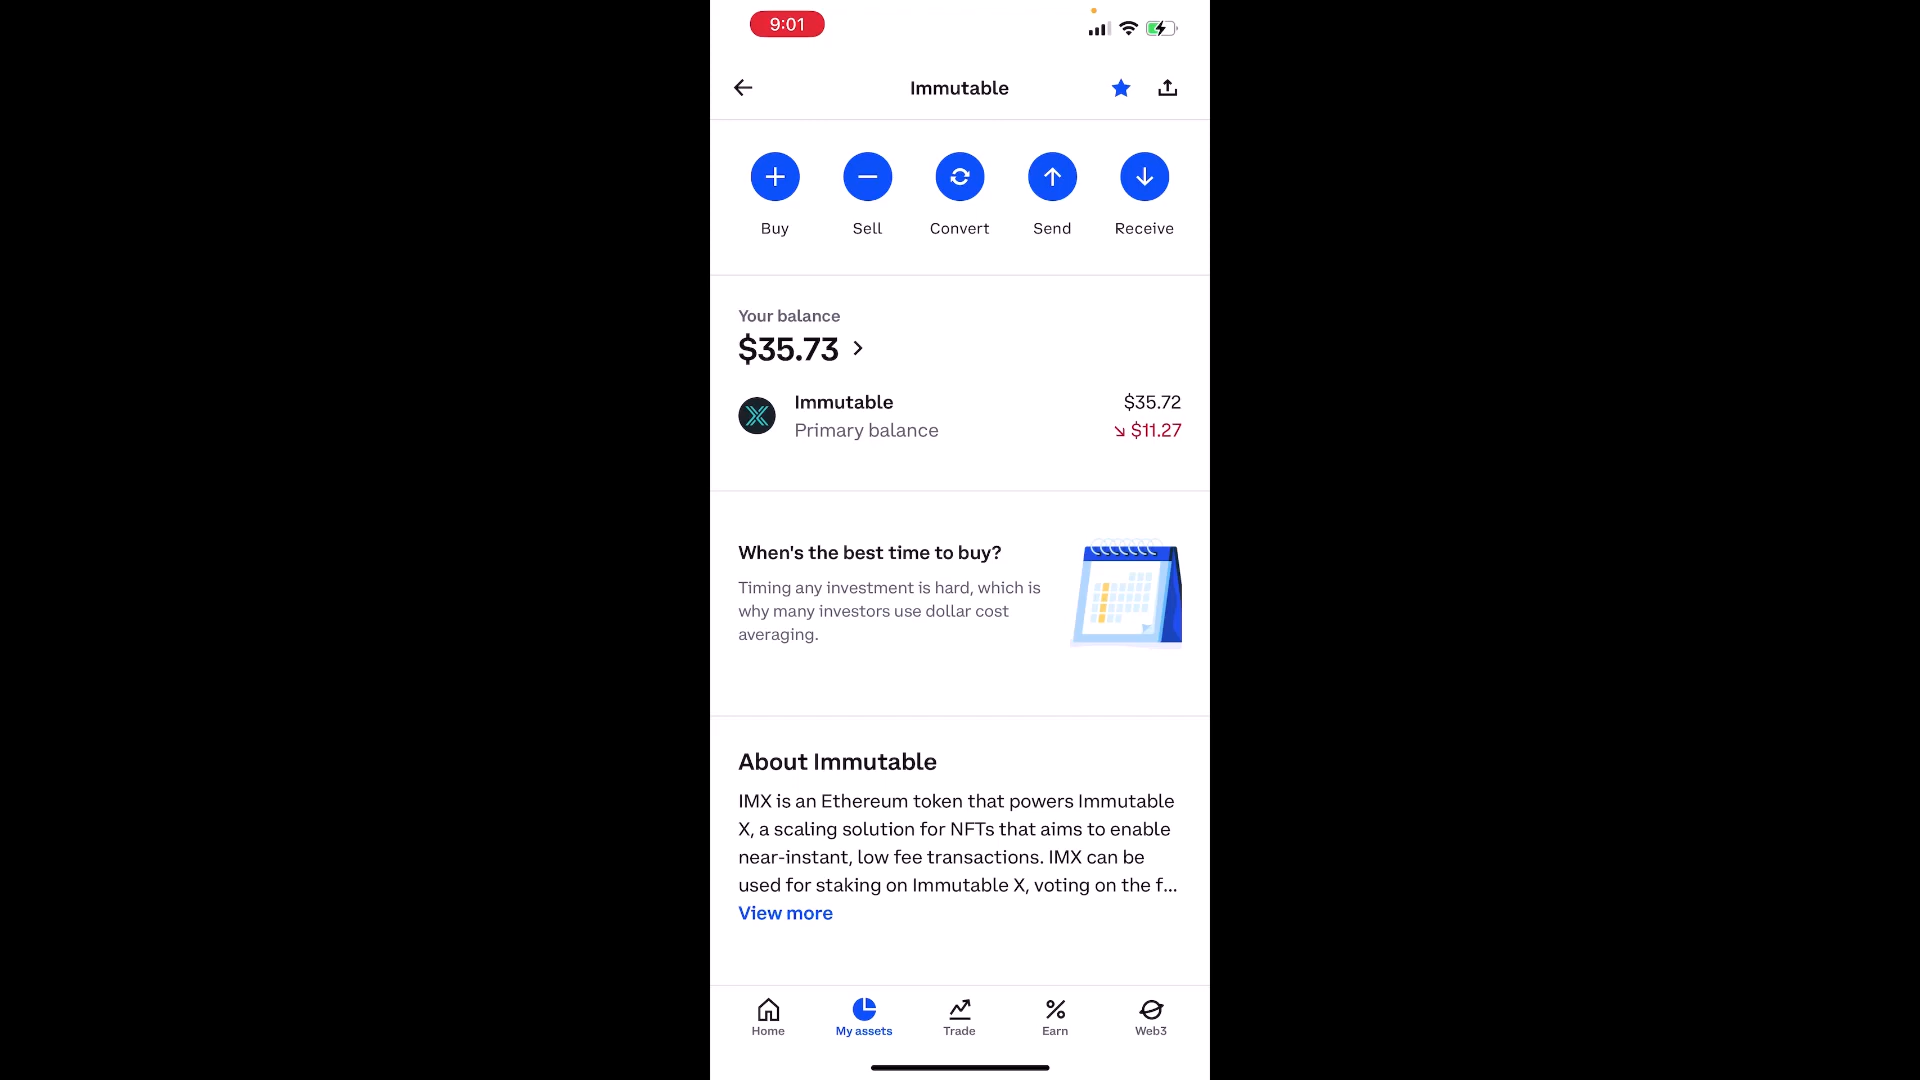 9:01
Immutable
Buy
Sell
Convert
Send
Receive
Your balance
$35.73
Immutable
$35.72
Primary balance
$11.27
When's the best time to buy?
Timing any investment is hard, which is
why many investors use dollar cost
averaging.
About Immutable
IMX is an Ethereum token that powers Immutable
X, a scaling solution for NFTs that aims to enable
near-instant, low fee transactions. IMX can be
used for staking on Immutable X, voting on the f...
View more
Home
My assets
Trade
Earn
Web3